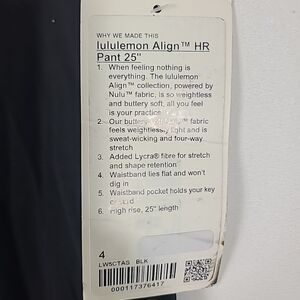 WHY WE MADE THIS
lululemon Align™ HR
Pant 25"
1. When feeling nothing is
everything. The lululemon
Align™ collection, powered by
Nulu™ fabric, is so weightless
and buttery soft, all you feel
is your practice
2. Our buttery fabric
feels weightlessly light and is
sweat-wicking and four-way
stretch
3. Added Lycra® fibre for stretch
and shape retention
4. Waistband lies flat and won't
dig in
5. Waistband pocket holds your
key or card
6. High rise, 25" length
4
LW5CTAS BLK
000117376417